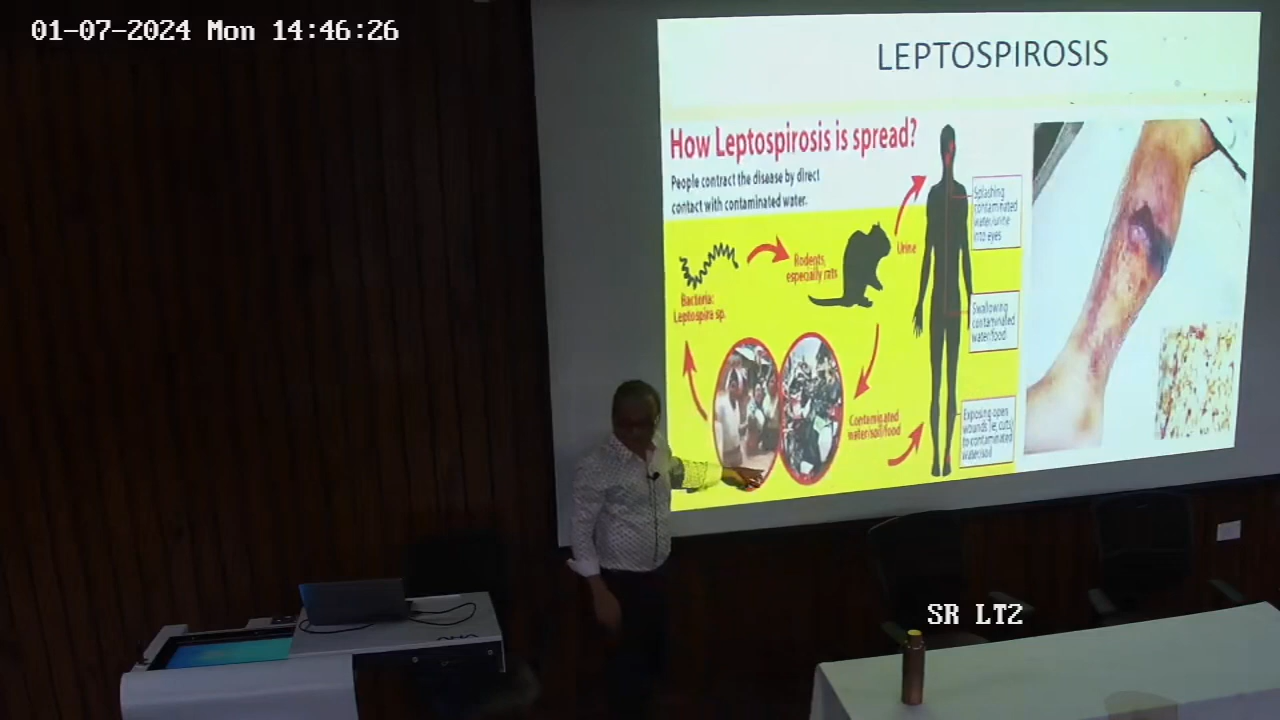 01-07-2024 Mon 14:46:26
LEPTOSPIROSIS
How Leptospirosis is spread?
People contract the disease by direct
contact with contaminated water.
Splashing
contaminated
water/urine
into eyes
Urine
Rodents,
especially rats
Bacteria:
Leptospira sp.
Swallowing
contaminated
water/food
Contaminated
water/soil/food
Exposing open
wounds (ie, cuts)
to contaminated
water/soil
SR LT2